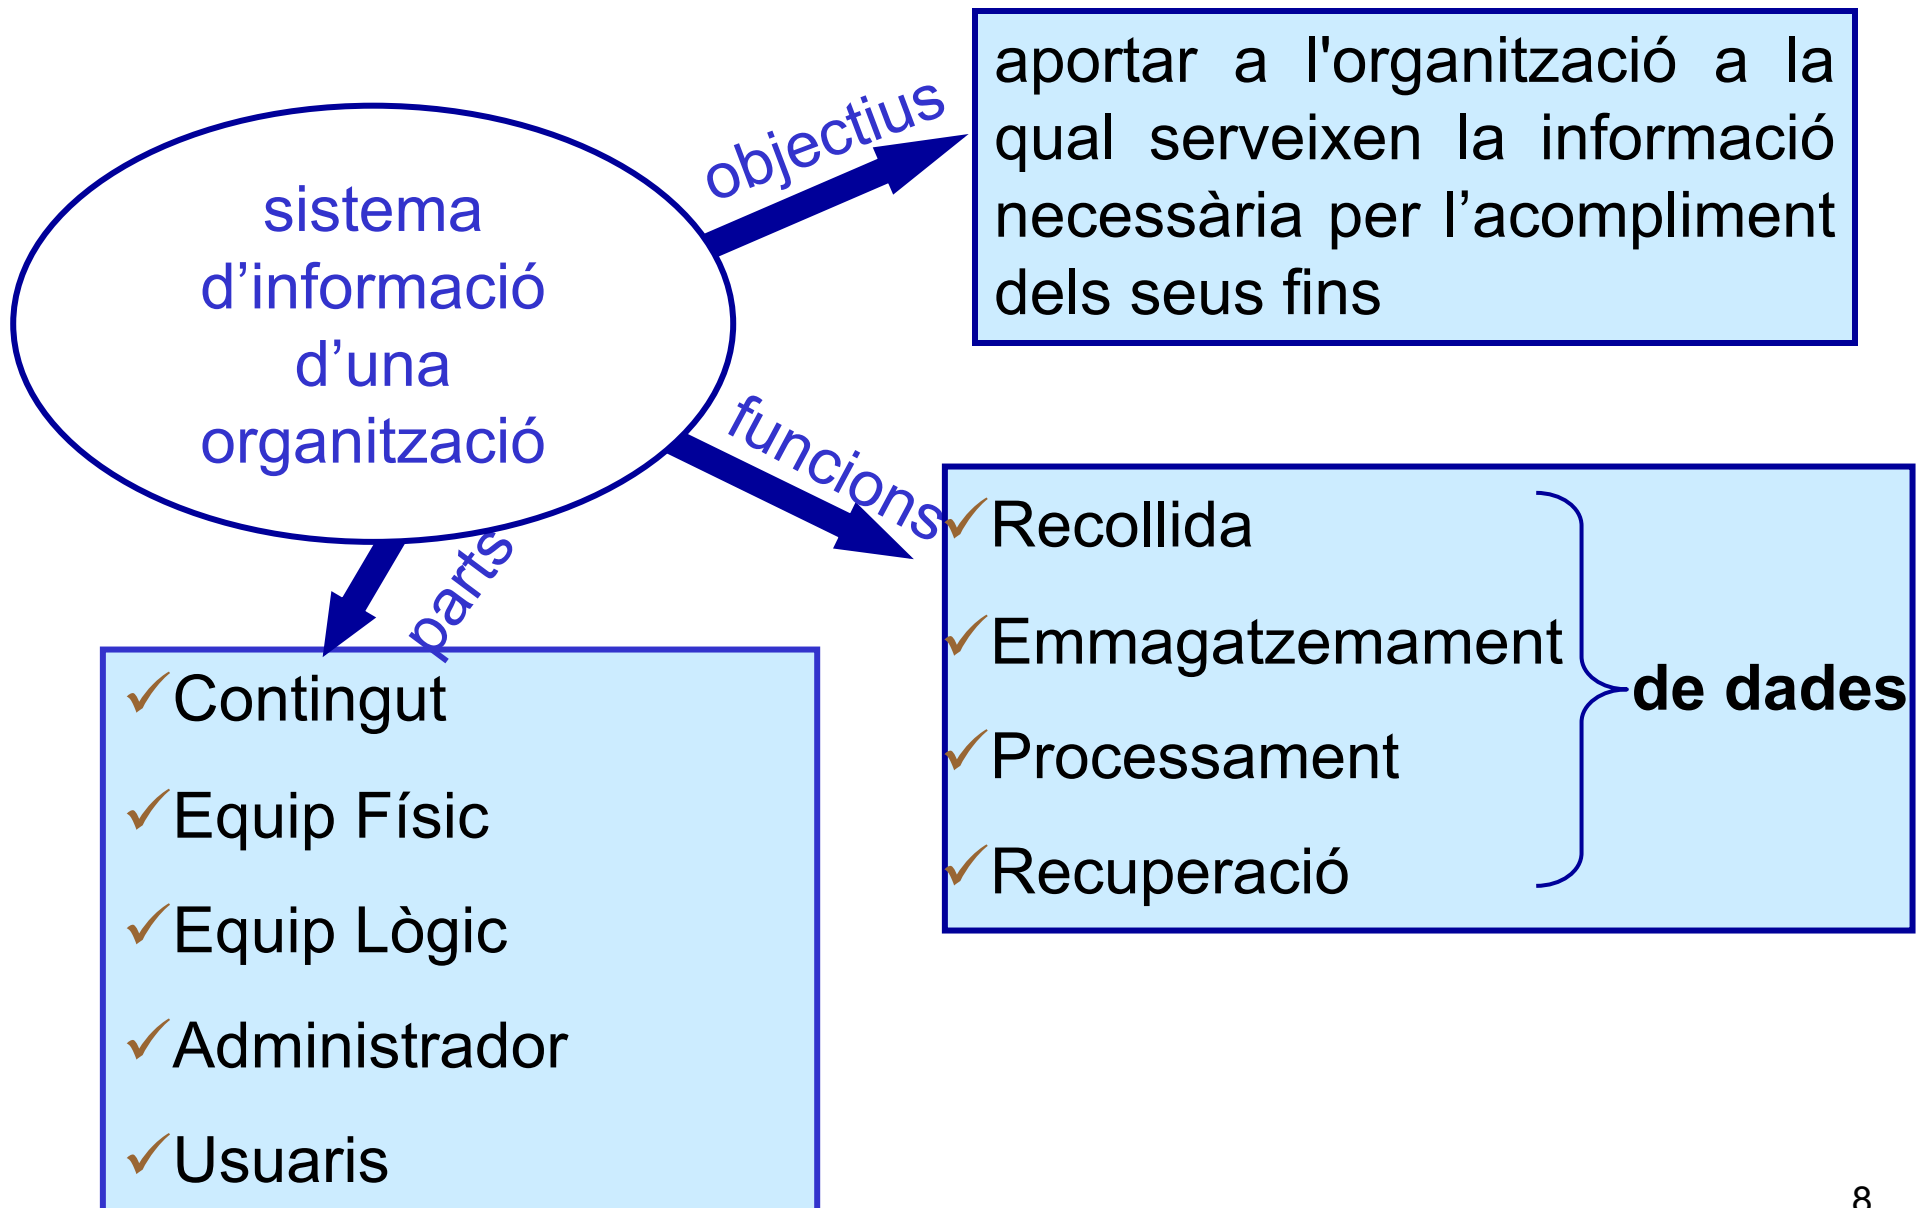 sistema
d’informació
d’una
organització
objectius
aportar a l'organització a la
qual serveixen la informació
necessària per l’acompliment
dels seus fins
funcions
✓Recollida
✓Emmagatzemament
✓Processament
✓Recuperació
de dades
parts
✓Contingut
✓Equip Físic
✓Equip Lògic
✓Administrador
✓Usuaris
8